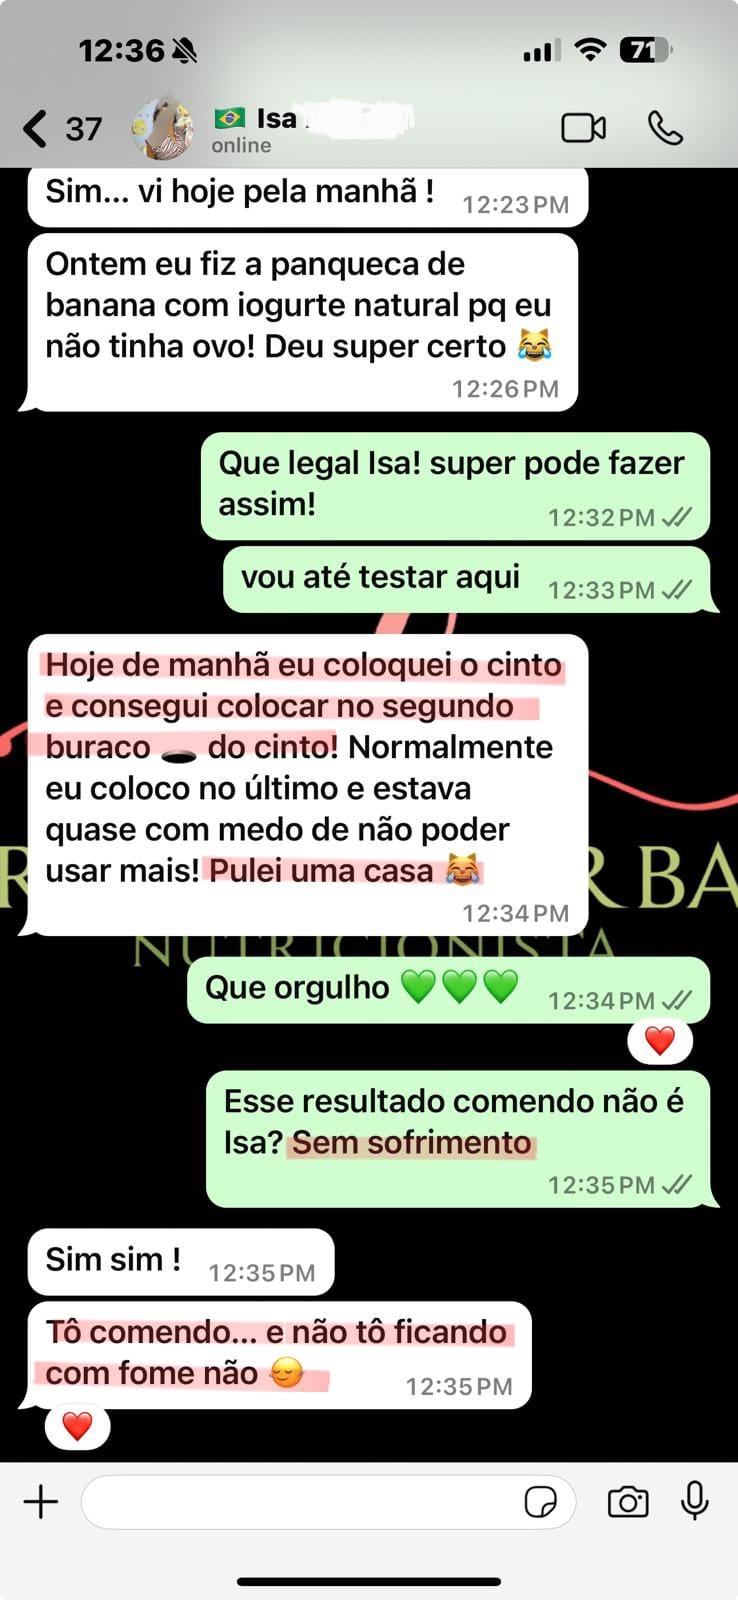 12:36
71
37
Isa
online
Sim... vi hoje pela manhã !
12:23 PM
Ontem eu fiz a panqueca de
banana com iogurte natural pq eu
não tinha ovo! Deu super certo 😹
12:26 PM
Que legal Isa! super pode fazer
assim!
12:32 PM
vou até testar aqui
12:33 PM
Hoje de manhã eu coloquei o cinto
e consegui colocar no segundo
buraco 🕳️ do cinto! Normalmente
eu coloco no último e estava
quase com medo de não poder
usar mais! Pulei uma casa 😹
12:34 PM
R BA
NUTRICIONISTA
Que orgulho 💚💚💚
12:34 PM
❤️
Esse resultado comendo não é
Isa? Sem sofrimento
12:35 PM
Sim sim !
12:35 PM
Tô comendo... e não tô ficando
com fome não 😌
12:35 PM
❤️